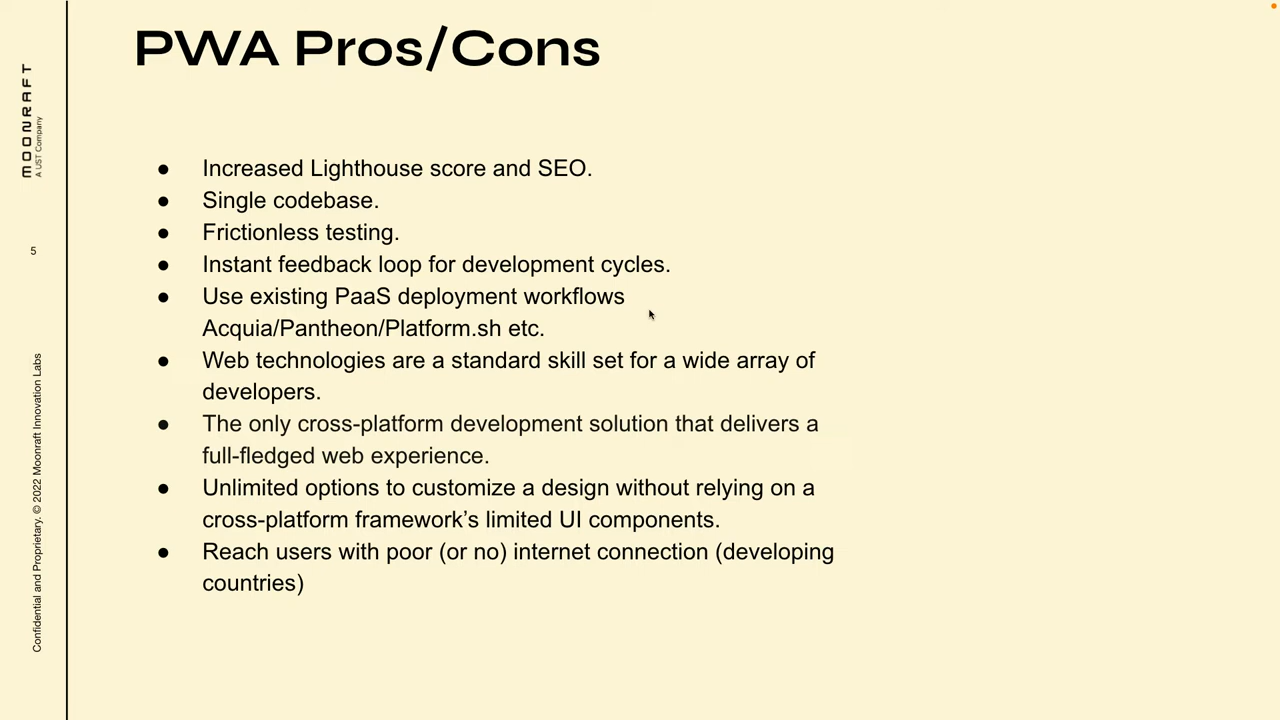 PWA Pros/Cons
MOONRAFT
A UST Company
5
Confidential and Proprietary. © 2022 Moonraft Innovation Labs
● Increased Lighthouse score and SEO.
● Single codebase.
● Frictionless testing.
● Instant feedback loop for development cycles.
● Use existing PaaS deployment workflows
Acquia/Pantheon/Platform.sh etc.
● Web technologies are a standard skill set for a wide array of
developers.
● The only cross-platform development solution that delivers a
full-fledged web experience.
● Unlimited options to customize a design without relying on a
cross-platform framework’s limited UI components.
● Reach users with poor (or no) internet connection (developing
countries)